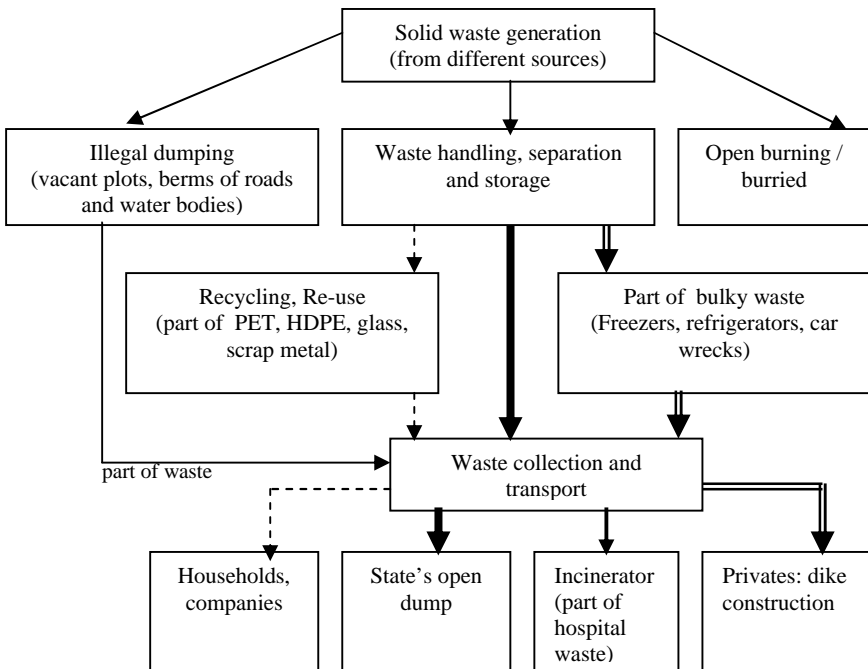 Solid waste generation
(from different sources)
Illegal dumping
(vacant plots, berms of roads
and water bodies)
Waste handling, separation
and storage
Open burning /
burried
Recycling, Re-use
(part of PET, HDPE, glass,
scrap metal)
Part of bulky waste
(Freezers, refrigerators, car
wrecks)
part of waste
Waste collection and
transport
Households,
companies
State's open
dump
Incinerator
(part of
hospital
waste)
Privates: dike
construction